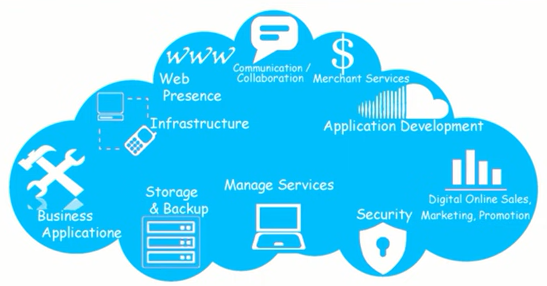 www
Web
Presence
Communication /
Collaboration
$
Merchant Services
Infrastructure
Application Development
Business
Applicatione
Storage
& Backup
Manage Services
Security
Digital Online Sales,
Marketing, Promotion